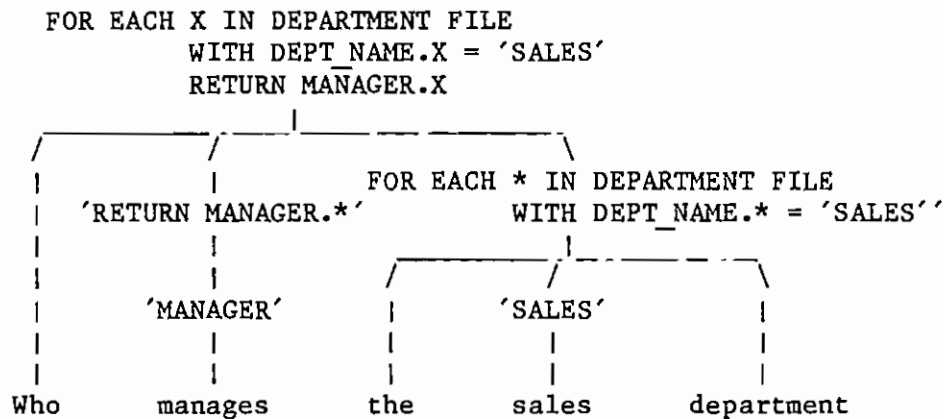 FOR EACH X IN DEPARTMENT FILE
WITH DEPT_NAME.X = 'SALES'
RETURN MANAGER.X
FOR EACH * IN DEPARTMENT FILE
'RETURN MANAGER.*' WITH DEPT_NAME.* = 'SALES''
'MANAGER' 'SALES'
Who manages the sales department